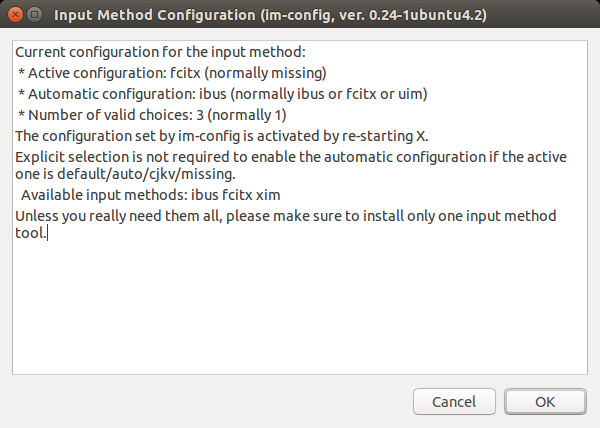 Input Method Configuration (im-config, ver. 0.24-1ubuntu4.2)
Current configuration for the input method:
* Active configuration: fcitx (normally missing)
* Automatic configuration: ibus (normally ibus or fcitx or uim)
* Number of valid choices: 3 (normally 1)
The configuration set by im-config is activated by re-starting X.
Explicit selection is not required to enable the automatic configuration if the active
one is default/auto/cjkv/missing.
Available input methods: ibus fcitx xim
Unless you really need them all, please make sure to install only one input method
tool.
Cancel
OK